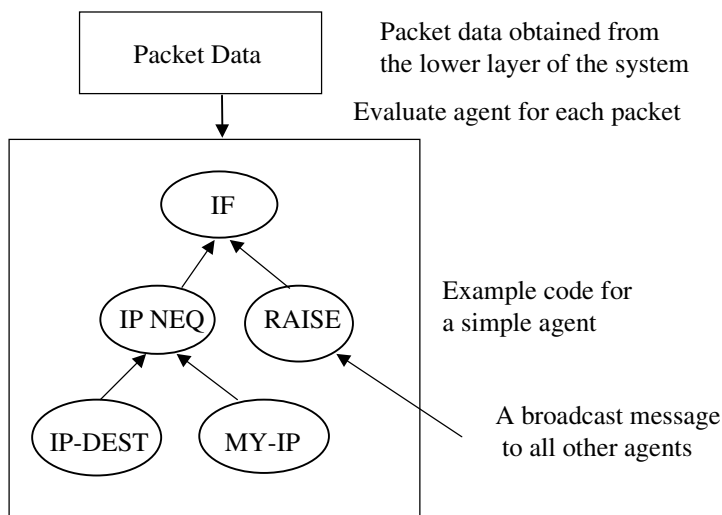 Packet Data
Packet data obtained from
the lower layer of the system
Evaluate agent for each packet
IF
IP NEQ
RAISE
Example code for
a simple agent
IP-DEST
MY-IP
A broadcast message
to all other agents